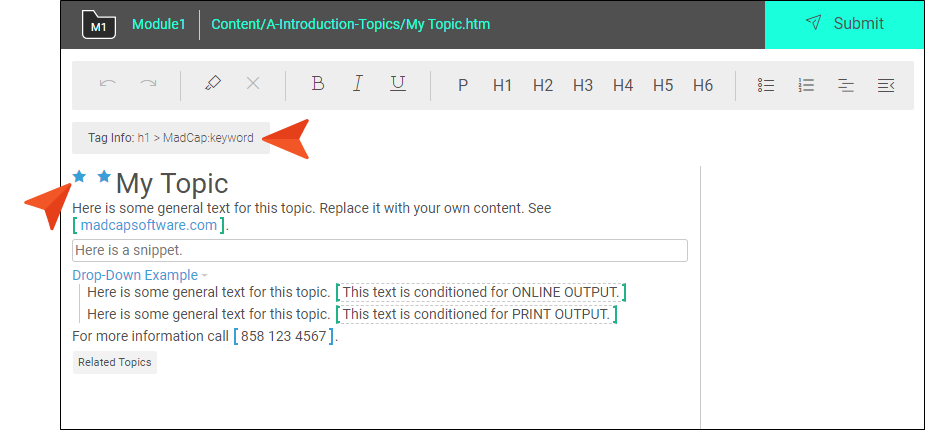 M1 Module1 Content/A-Introduction-Topics/My Topic.htm Submit
B I U P H1 H2 H3 H4 H5 H6
Tag Info: h1 > MadCap:keyword
My Topic
Here is some general text for this topic. Replace it with your own content. See
[ madcapsoftware.com ].
Here is a snippet.
Drop-Down Example
Here is some general text for this topic. [ This text is conditioned for ONLINE OUTPUT. ]
Here is some general text for this topic. [ This text is conditioned for PRINT OUTPUT. ]
For more information call [ 858 123 4567 ].
Related Topics